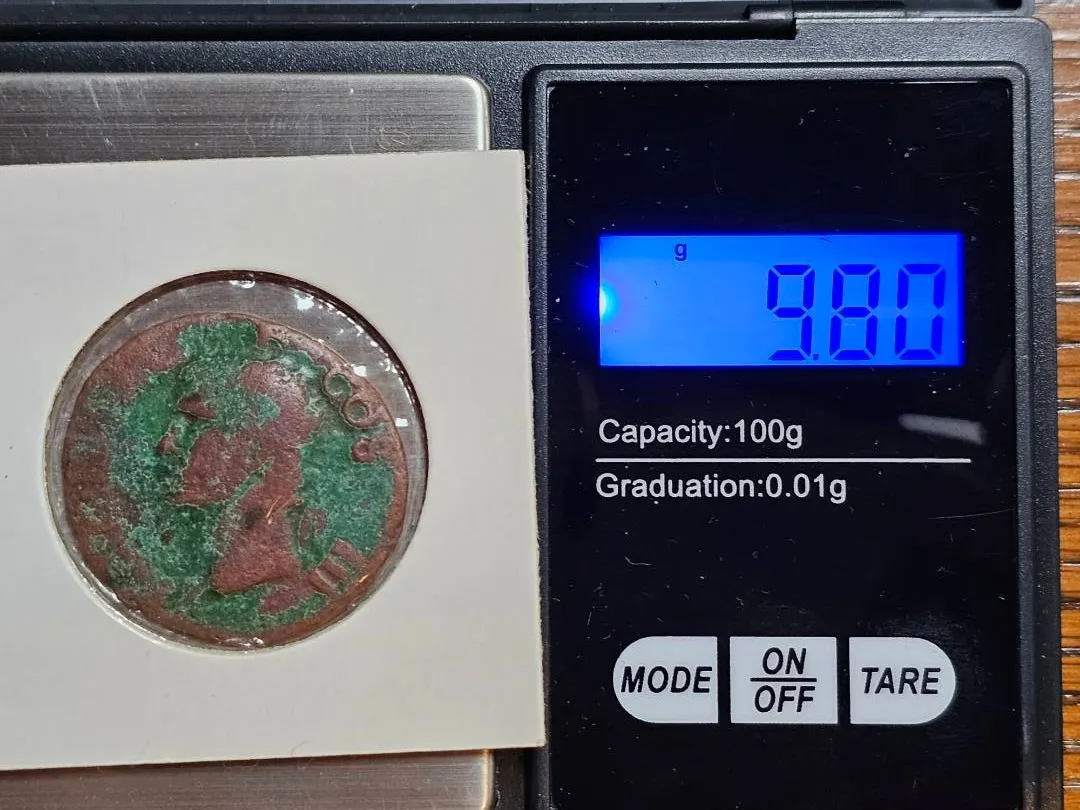 g
9.80
Capacity:100g
Graduation:0.01g
MODE
ON
OFF
TARE